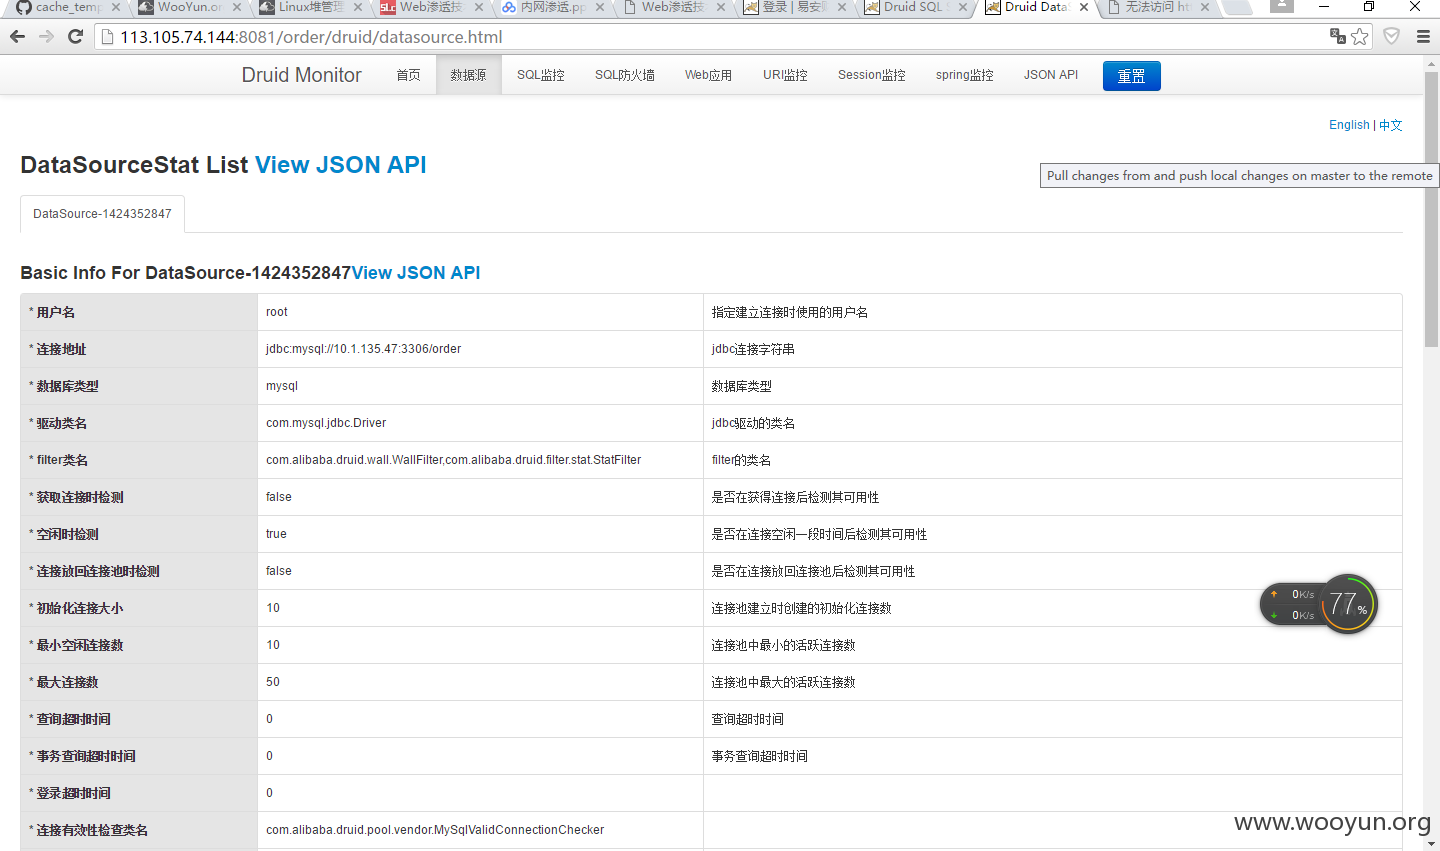 cache_temp
WooYun.org
Linux堆管理
Web渗透技
内网渗透.pp
Web渗透技
登录 | 易安
Druid SQL
Druid Data
无法访问 ht
113.105.74.144:8081/order/druid/datasource.html
Druid Monitor 首页 数据源 SQL监控 SQL防火墙 Web应用 URI监控 Session监控 spring监控 JSON API 重置
English | 中文
DataSourceStat List View JSON API
Pull changes from and push local changes on master to the remote
DataSource-1424352847
Basic Info For DataSource-1424352847View JSON API
* 用户名 root 指定建立连接时使用的用户名
* 连接地址 jdbc:mysql://10.1.135.47:3306/order jdbc连接字符串
* 数据库类型 mysql 数据库类型
* 驱动类名 com.mysql.jdbc.Driver jdbc驱动的类名
* filter类名 com.alibaba.druid.wall.WallFilter,com.alibaba.druid.filter.stat.StatFilter filter的类名
* 获取连接时检测 false 是否在获得连接后检测其可用性
* 空闲时检测 true 是否在连接空闲一段时间后检测其可用性
* 连接放回连接池时检测 false 是否在连接放回连接池后检测其可用性
* 初始化连接大小 10 连接池建立时创建的初始化连接数
* 最小空闲连接数 10 连接池中最小的活跃连接数
* 最大连接数 50 连接池中最大的活跃连接数
* 查询超时时间 0 查询超时时间
* 事务查询超时时间 0 事务查询超时时间
* 登录超时时间 0
* 连接有效性检查类名 com.alibaba.druid.pool.vendor.MySqlValidConnectionChecker
0K/s
0K/s
77%
www.wooyun.org